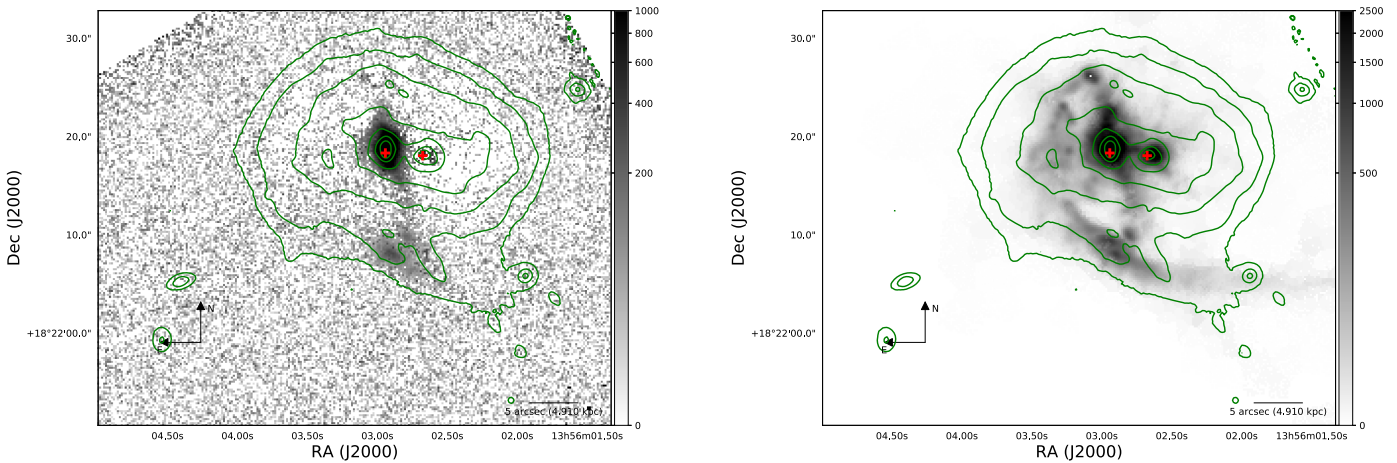 1000
800
600
400
200
0
30.0"
20.0"
10.0"
+18°22'00.0"
Dec (J2000)
N
E
5 arcsec (4.910 kpc)
04.50s 04.00s 03.50s 03.00s 02.50s 02.00s 13h56m01.50s
RA (J2000)
2500
2000
1500
1000
500
0
30.0"
20.0"
10.0"
+18°22'00.0"
Dec (J2000)
N
E
5 arcsec (4.910 kpc)
04.50s 04.00s 03.50s 03.00s 02.50s 02.00s 13h56m01.50s
RA (J2000)